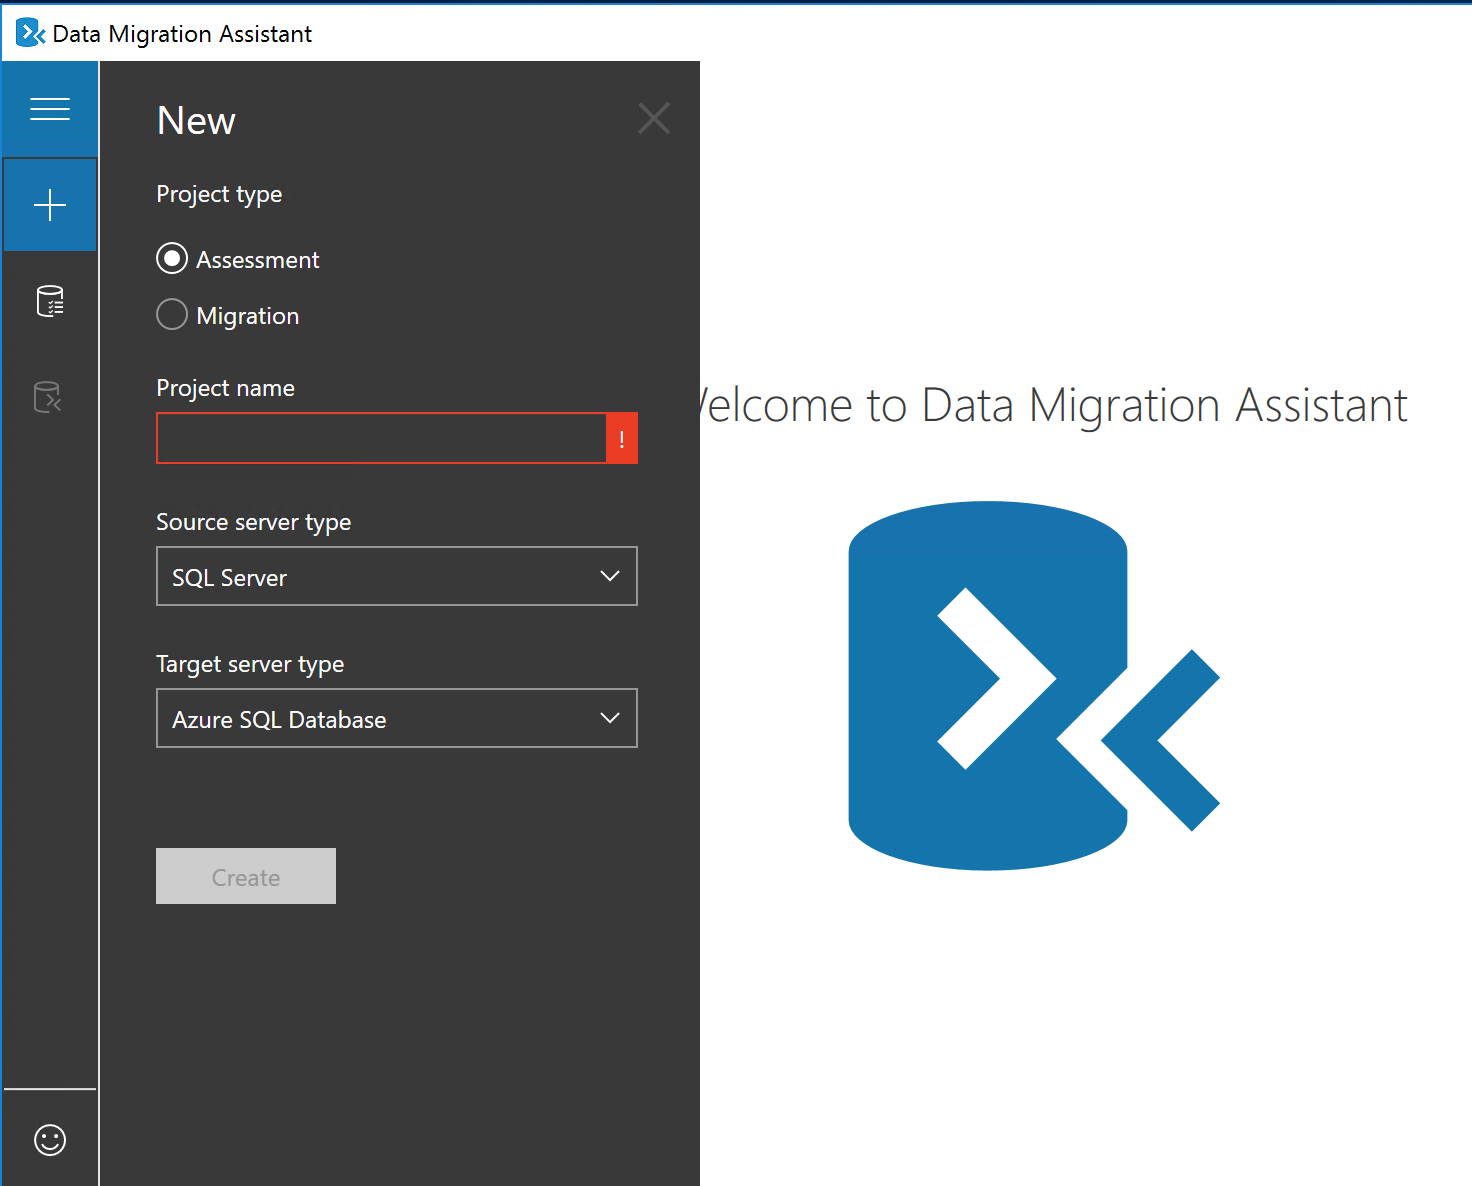 Data Migration Assistant
New
Project type
Assessment
Migration
Project name
!
Source server type
SQL Server
Target server type
Azure SQL Database
Create
to Data Migration Assistant